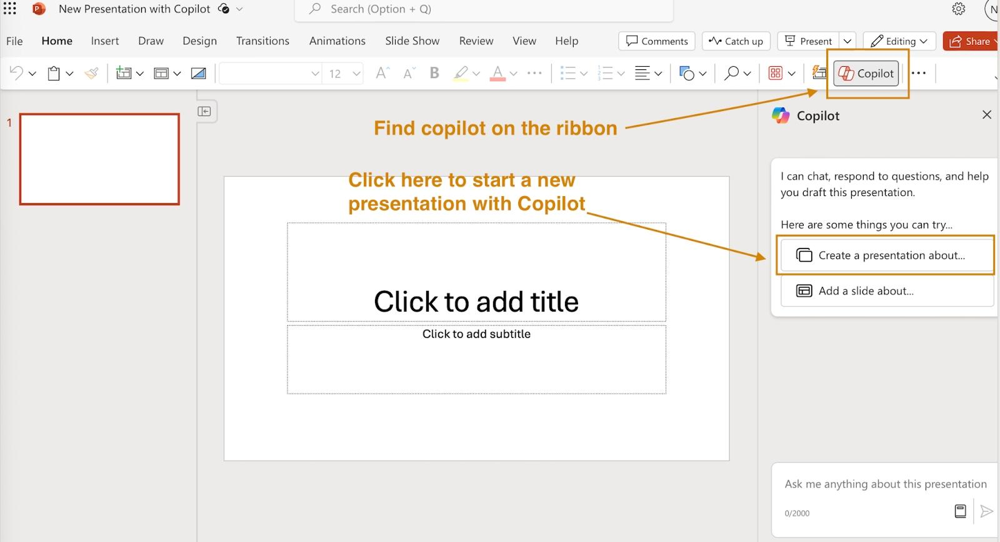 New Presentation with Copilot
Search (Option + Q)
N
File Home Insert Draw Design Transitions Animations Slide Show Review View Help
Comments Catch up Present Editing Share
12 A A B A
Copilot
1
Find copilot on the ribbon
Copilot
Click here to start a new
presentation with Copilot
I can chat, respond to questions, and help
you draft this presentation.
Here are some things you can try...
Create a presentation about...
Add a slide about...
Click to add title
Click to add subtitle
Ask me anything about this presentation
0/2000